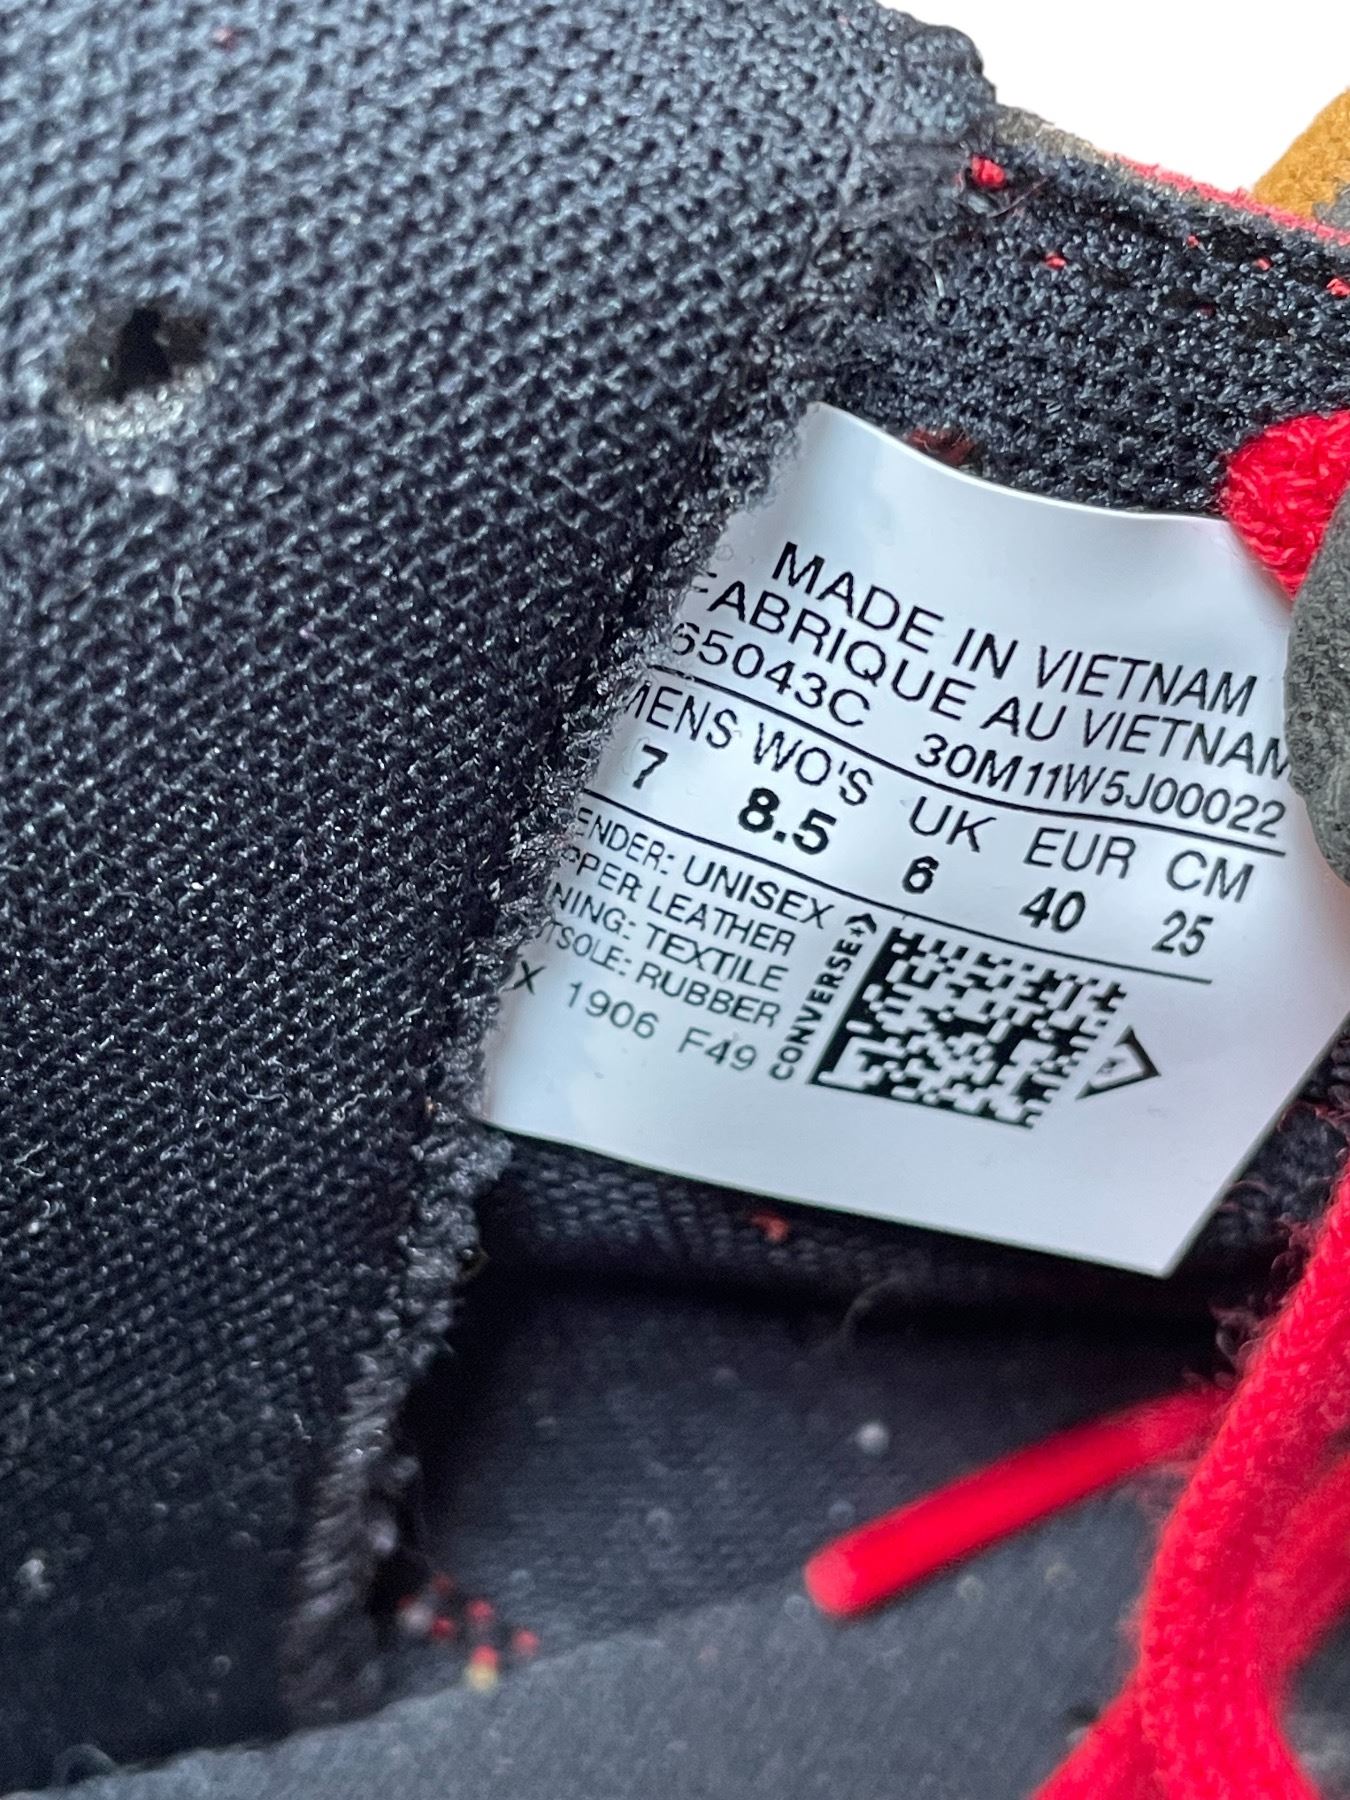 MADE IN VIETNAM
FABRIQUE AU VIETNAM
65043C 30M11W5J00022
MENS WO'S UK EUR CM
7 8.5 6 40 25
ENDER: UNISEX
PPER: LEATHER
NING: TEXTILE
TSOLE: RUBBER
X 1906 F49
CONVERSE